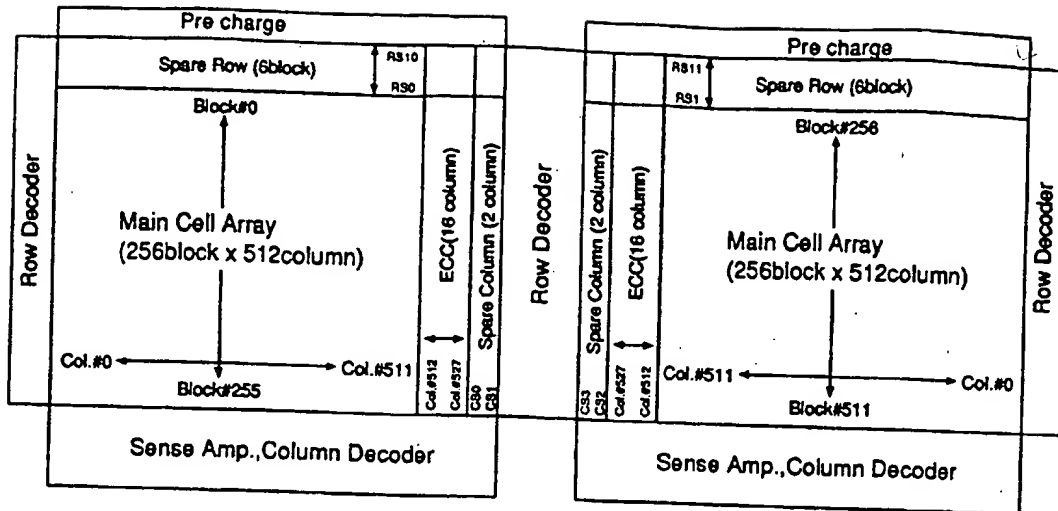 Pre charge
Row Decoder
Spare Row (6block)
RS10
RS0
Block#0
Main Cell Array
(256block x 512column)
Col.#0
Col.#511
Block#255
ECC(16 column)
Col.#512
Col.#527
Spare Column (2 column)
CS0
CS1
Sense Amp.,Column Decoder
Row Decoder
Pre charge
RS11
RS1
Spare Row (6block)
Block#256
Spare Column (2 column)
CS3
CS2
ECC(16 column)
Col.#527
Col.#512
Main Cell Array
(256block x 512column)
Col.#511
Col.#0
Block#511
Row Decoder
Sense Amp.,Column Decoder